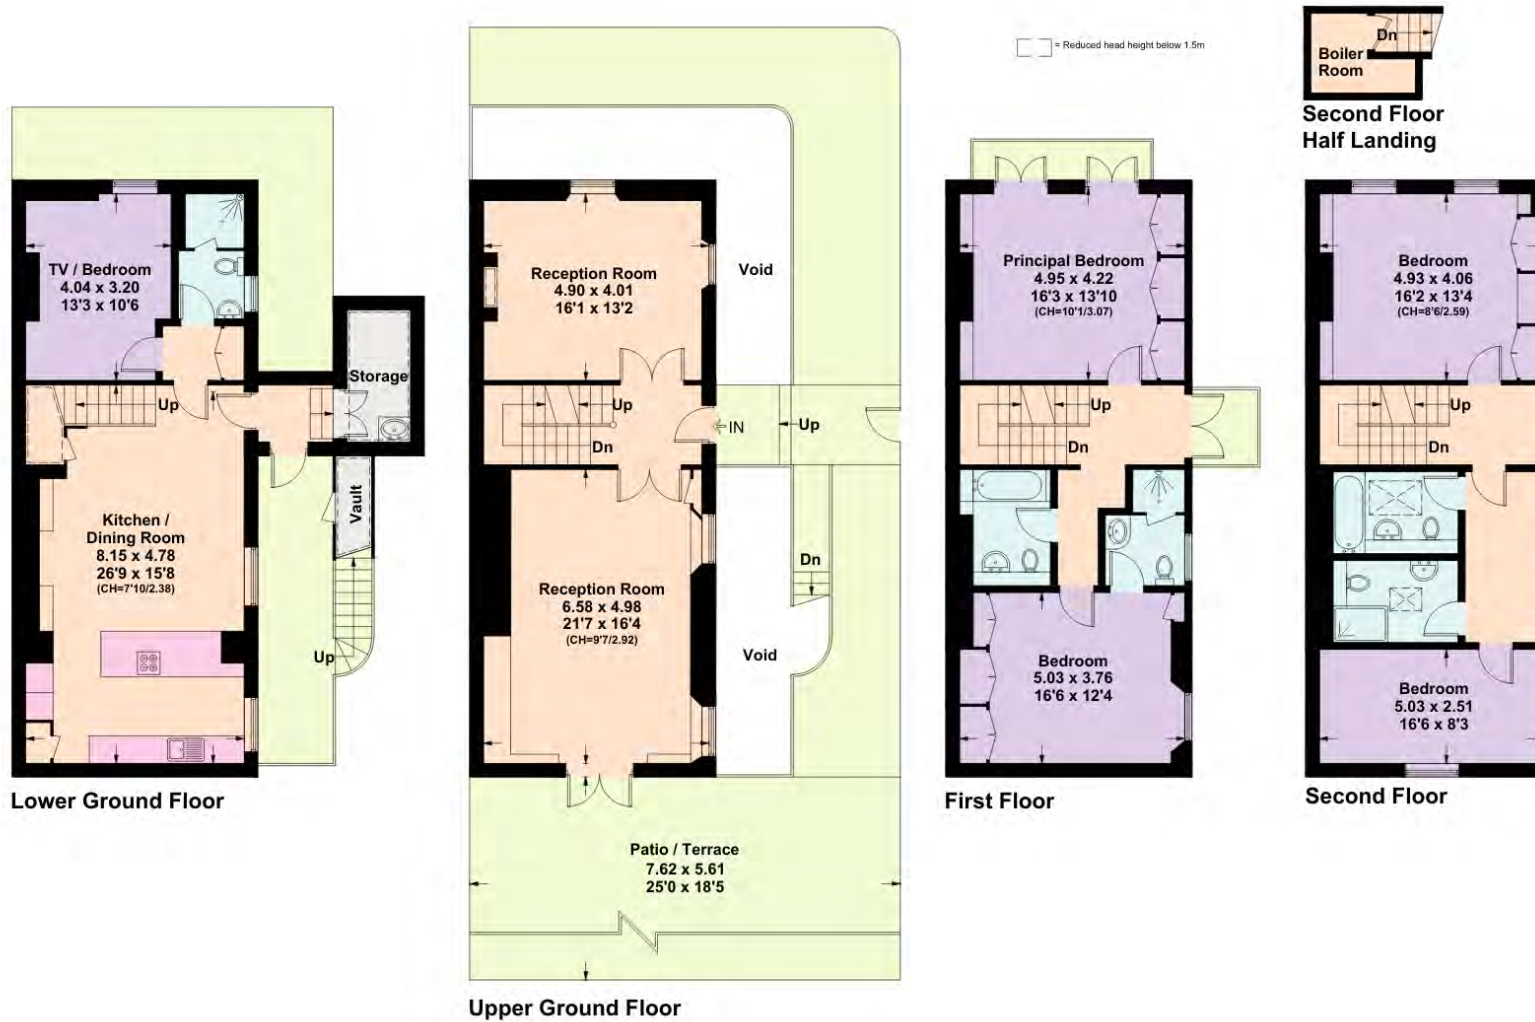 = Reduced head height below 1.5m
Dn
Boiler
Room
Second Floor
Half Landing
TV / Bedroom
4.04 x 3.20
13'3 x 10'6
Storage
Up
Kitchen /
Dining Room
8.15 x 4.78
26'9 x 15'8
(CH=7'10/2.38)
Vault
Up
Lower Ground Floor
Reception Room
4.90 x 4.01
16'1 x 13'2
Void
Up
Dn
IN
Up
Reception Room
6.58 x 4.98
21'7 x 16'4
(CH=9'7/2.92)
Dn
Void
Patio / Terrace
7.62 x 5.61
25'0 x 18'5
Upper Ground Floor
Principal Bedroom
4.95 x 4.22
16'3 x 13'10
(CH=10'1/3.07)
Up
Dn
Bedroom
5.03 x 3.76
16'6 x 12'4
First Floor
Bedroom
4.93 x 4.06
16'2 x 13'4
(CH=8'6/2.59)
Up
Dn
Bedroom
5.03 x 2.51
16'6 x 8'3
Second Floor